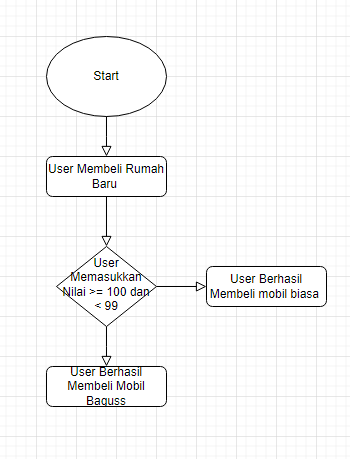 Start
User Membeli Rumah
Baru
User
Memasukkan
Nilai >= 100 dan
< 99
User Berhasil
Membeli mobil biasa
User Berhasil
Membeli Mobil
Baguss